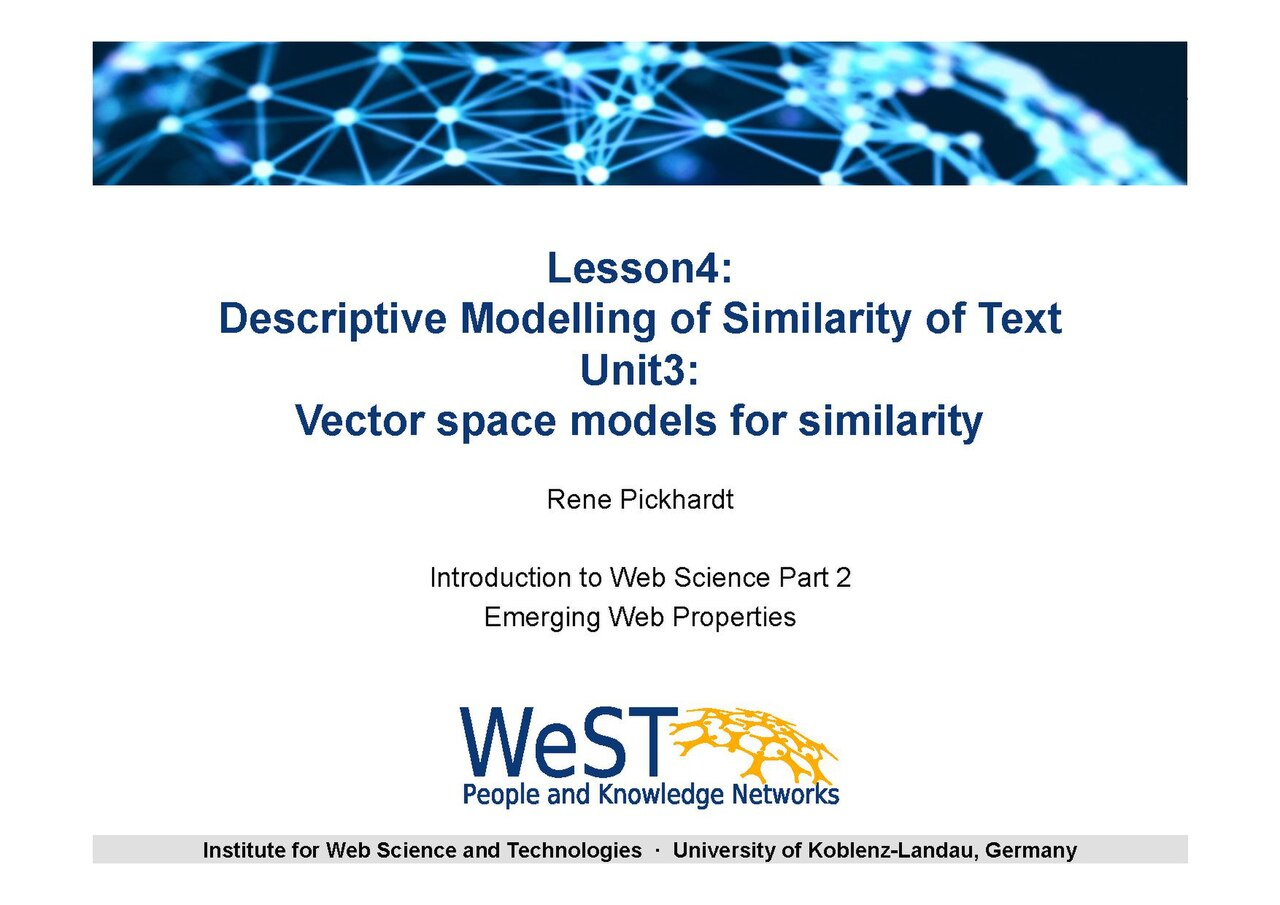 Lesson4:
Descriptive Modelling of Similarity of Text
Unit3:
Vector space models for similarity
Rene Pickhardt
Introduction to Web Science Part 2
Emerging Web Properties
WeST
People and Knowledge Networks
Institute for Web Science and Technologies · University of Koblenz-Landau, Germany